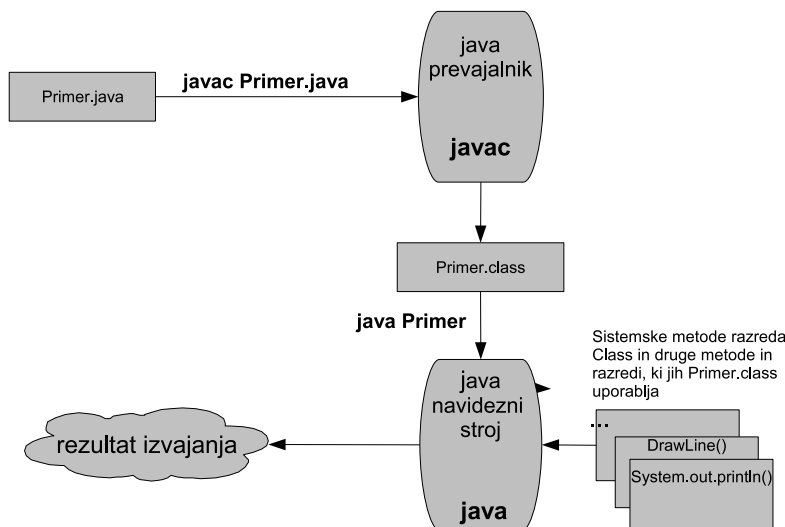 java
prevajalnik
javac
javac Primer.java
Primer.java
Primer.class
java Primer
Sistemske metode razreda
Class in druge metode in
razredi, ki jih Primer.class
uporablja
java
navidezni
stroj
java
...
DrawLine()
System.out.println()
rezultat izvajanja